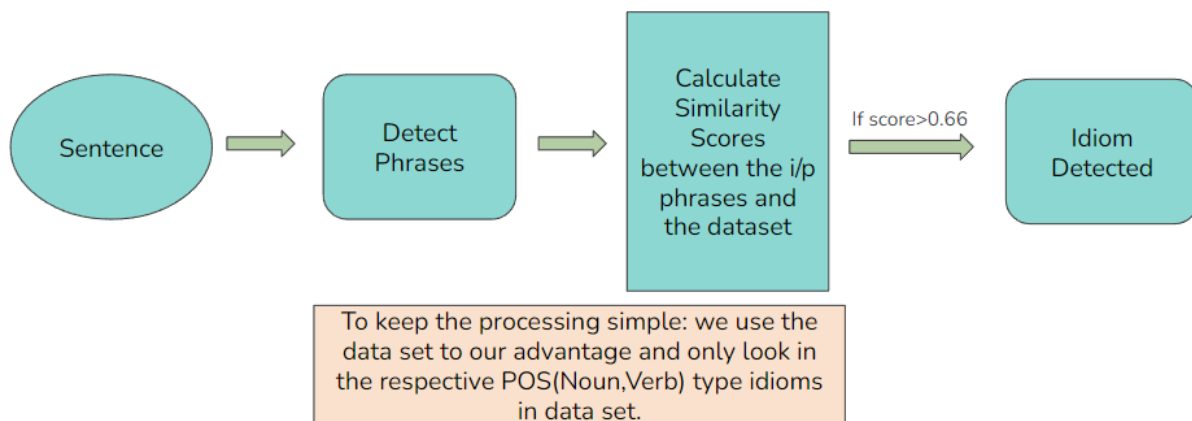 Sentence
Detect
Phrases
Calculate
Similarity
Scores
between the i/p
phrases and
the dataset
If score>0.66
Idiom
Detected
To keep the processing simple: we use the
data set to our advantage and only look in
the respective POS(Noun,Verb) type idioms
in data set.